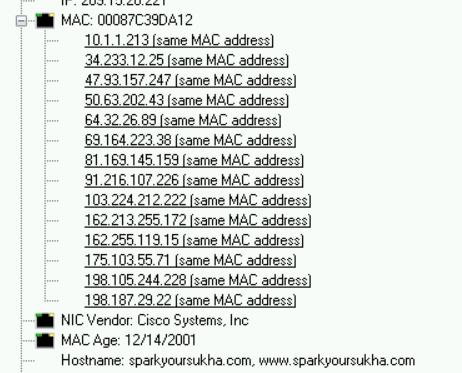 MAC: 00087C39DA12
10.1.1.213 (same MAC address)
34.233.12.25 (same MAC address)
47.93.157.247 (same MAC address)
50.63.202.43 (same MAC address)
64.32.26.89 (same MAC address)
69.164.223.38 (same MAC address)
81.169.145.159 (same MAC address)
91.216.107.226 (same MAC address)
103.224.212.222 (same MAC address)
162.213.255.172 (same MAC address)
162.255.119.15 (same MAC address)
175.103.55.71 (same MAC address)
198.105.244.228 (same MAC address)
198.187.29.22 (same MAC address)
NIC Vendor: Cisco Systems, Inc
MAC Age: 12/14/2001
Hostname: sparkyoursukha.com, www.sparkyoursukha.com